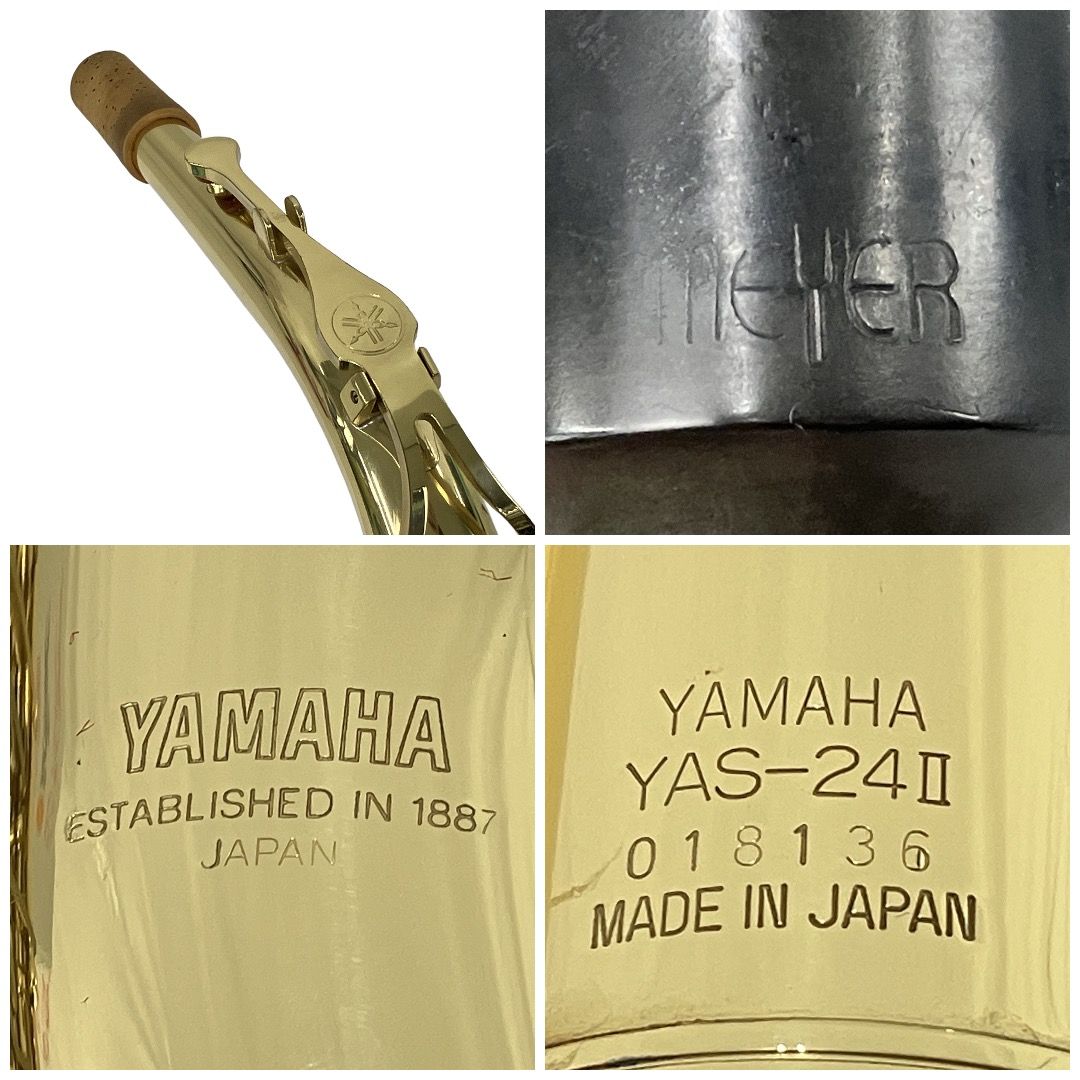 MEYER
YAMAHA
ESTABLISHED IN 1887
JAPAN
YAMAHA
YAS-24II
018136
MADE IN JAPAN